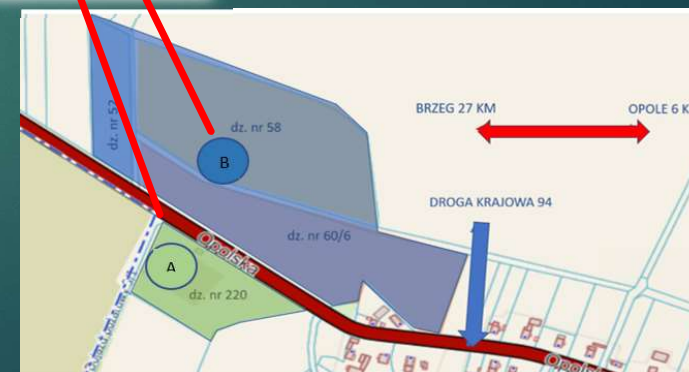 BRZEG 27 KM
OPOLE 6 K
dz. nr 52
dz. nr 58
B
DROGA KRAJOWA 94
dz. nr 60/6
Opolska
A
dz. nr 220
Opolska